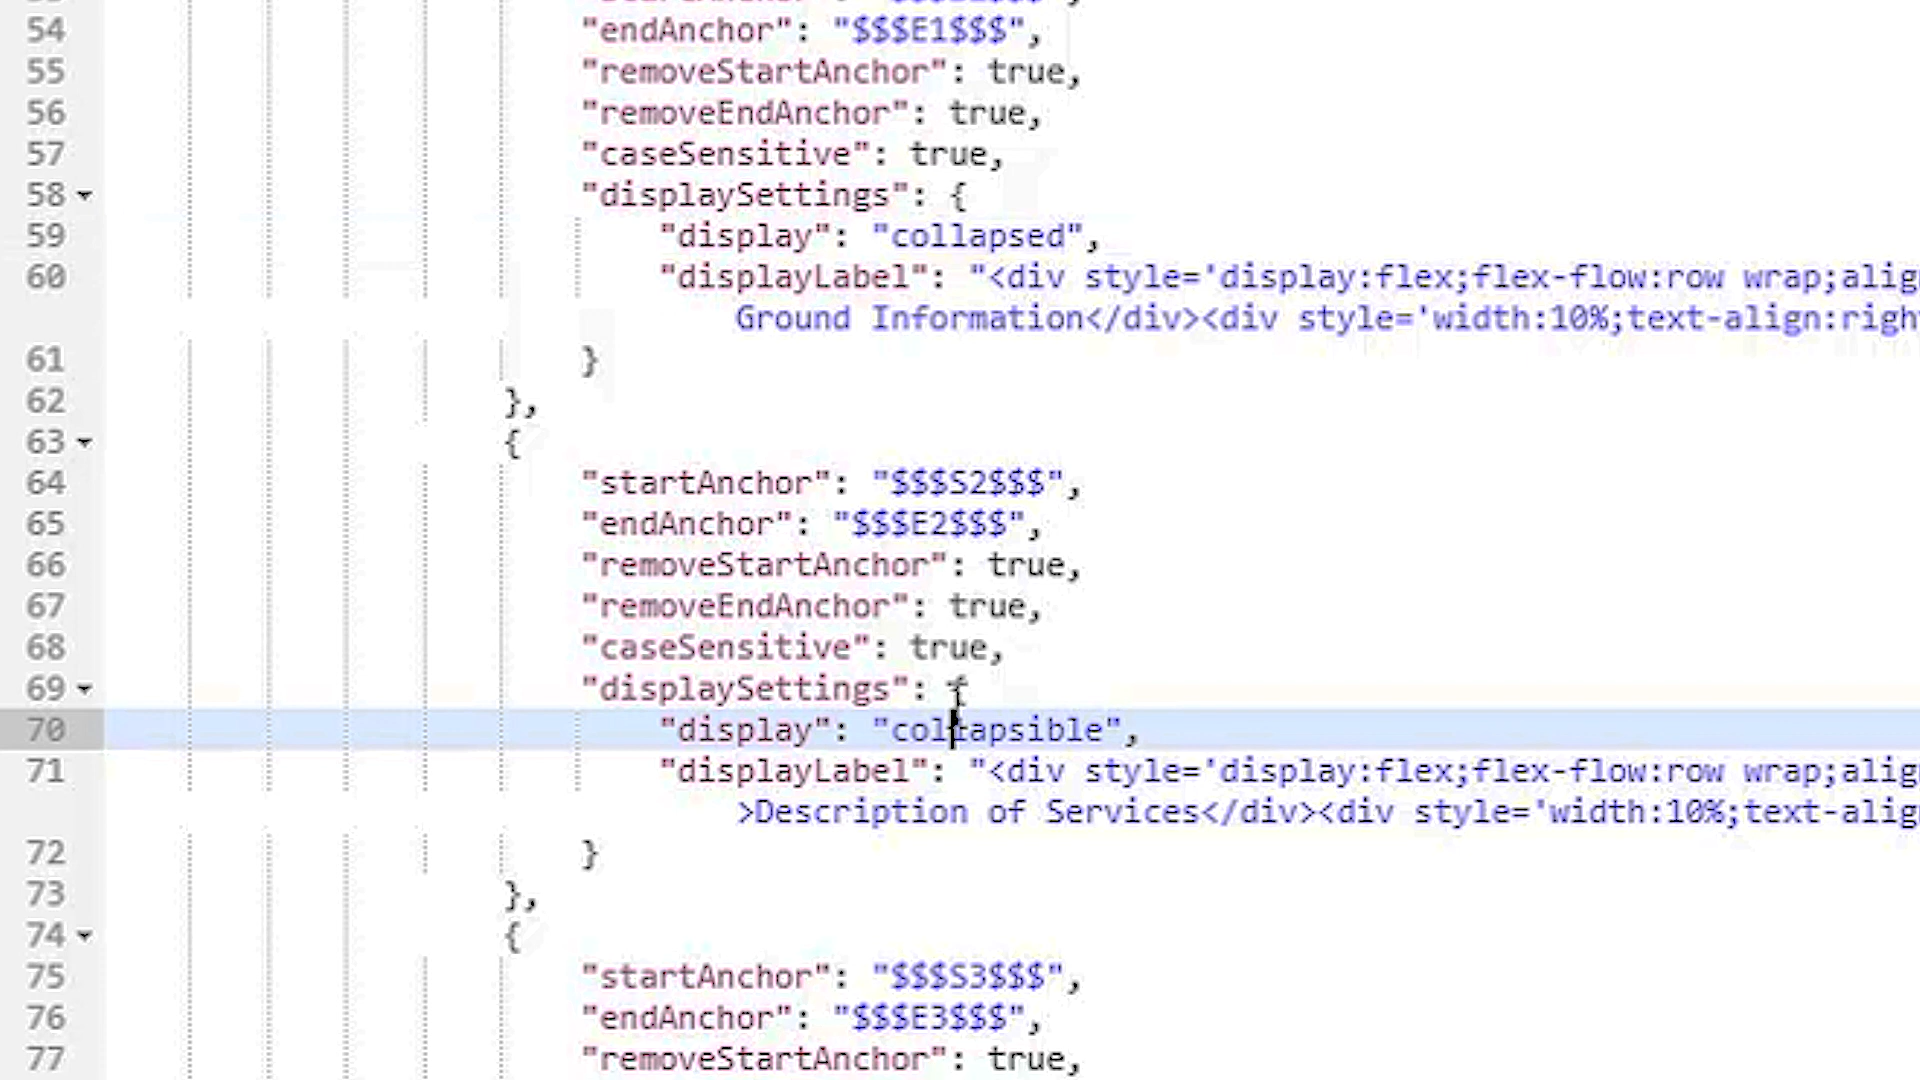 54 "endAnchor": "$$$E1$$$",
55 "removeStartAnchor": true,
56 "removeEndAnchor": true,
57 "caseSensitive": true,
58 "displaySettings": {
59 "display": "collapsed",
60 "displayLabel": "<div style='display:flex;flex-flow:row wrap;alig
Ground Information</div><div style='width:10%;text-align:righ
61 }
62 },
63 {
64 "startAnchor": "$$$S2$$$",
65 "endAnchor": "$$$E2$$$",
66 "removeStartAnchor": true,
67 "removeEndAnchor": true,
68 "caseSensitive": true,
69 "displaySettings": {
70 "display": "collapsible",
71 "displayLabel": "<div style='display:flex;flex-flow:row wrap;alig
>Description of Services</div><div style='width:10%;text-alig
72 }
73 },
74 {
75 "startAnchor": "$$$S3$$$",
76 "endAnchor": "$$$E3$$$",
77 "removeStartAnchor": true,